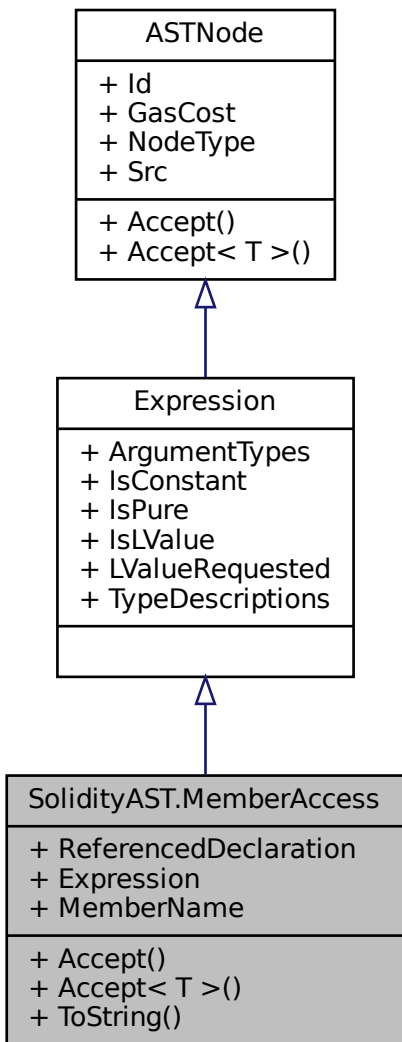 ASTNode
+ Id
+ GasCost
+ NodeType
+ Src
+ Accept()
+ Accept< T >()
Expression
+ ArgumentTypes
+ IsConstant
+ IsPure
+ IsLValue
+ LValueRequested
+ TypeDescriptions
SolidityAST.MemberAccess
+ ReferencedDeclaration
+ Expression
+ MemberName
+ Accept()
+ Accept< T >()
+ ToString()